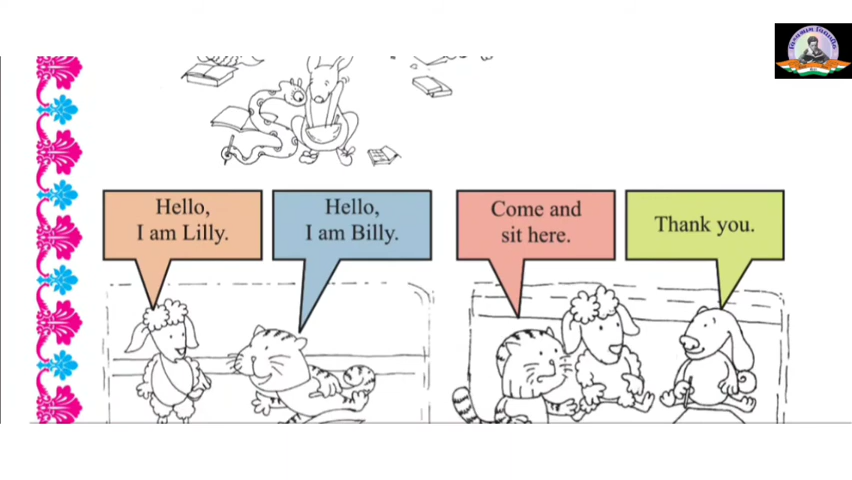 Hello,
I am Lilly.
Hello,
I am Billy.
Come and
sit here.
Thank you.